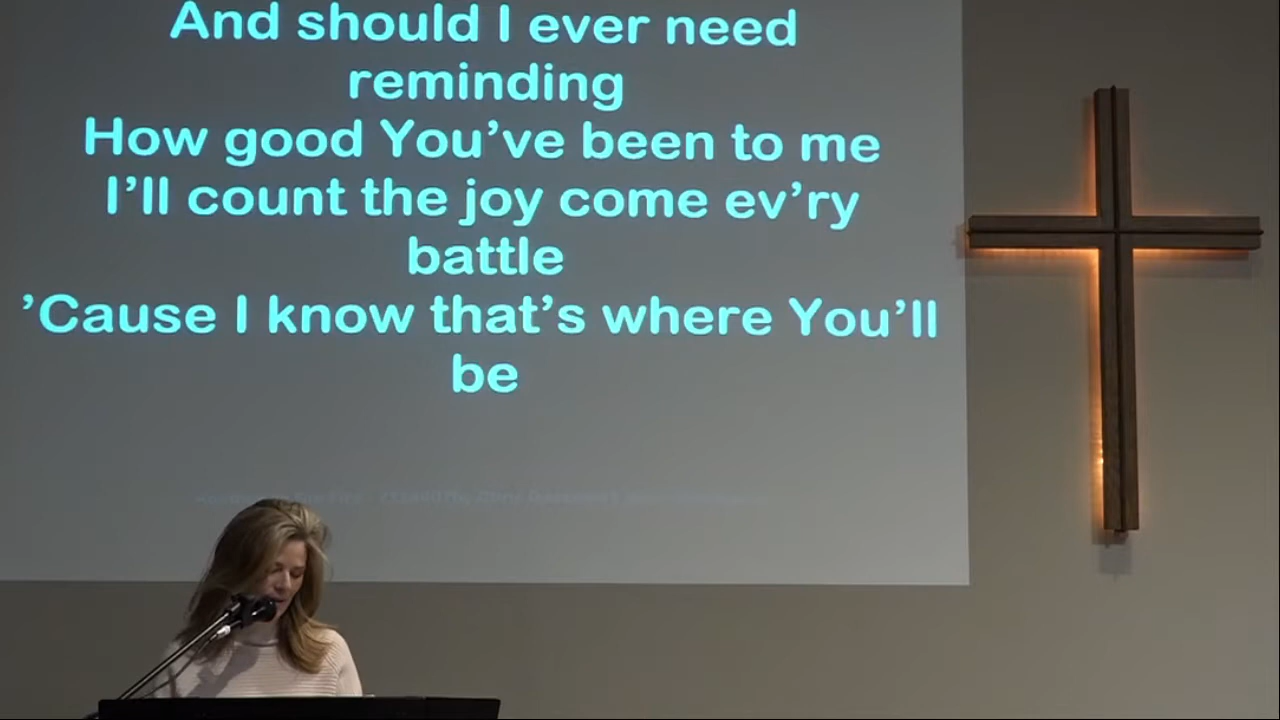 And should I ever need
reminding
How good You’ve been to me
I’ll count the joy come ev’ry
battle
’Cause I know that’s where You’ll
be